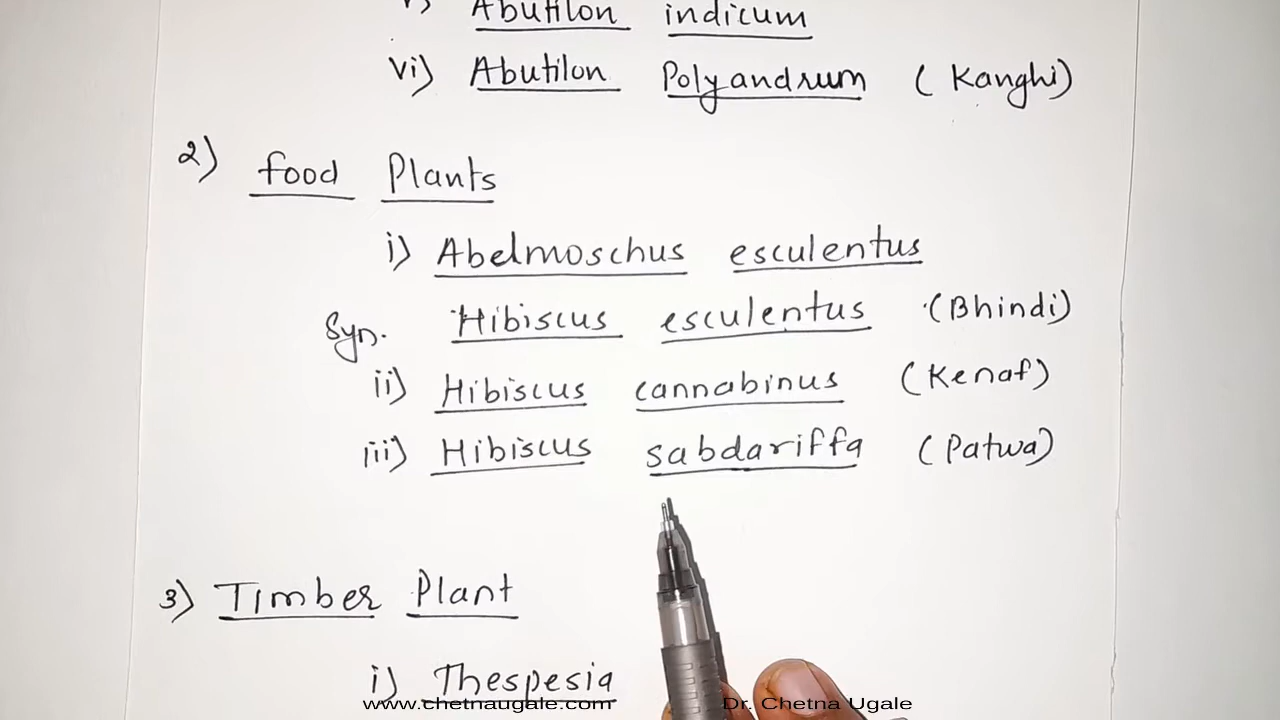 v) Abutilon indicum
vi) Abutilon Polyandrum (Kanghi)
2) Food Plants
i) Abelmoschus esculentus
Syn. Hibiscus esculentus (Bhindi)
ii) Hibiscus cannabinus (Kenaf)
iii) Hibiscus sabdariffa (Patwa)
3) Timber Plant
i) Thespesia
www.chetnaugale.com Dr. Chetna Ugale